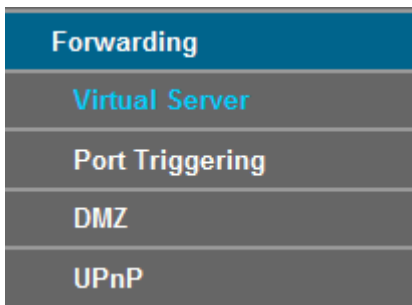 Forwarding
Virtual Server
Port Triggering
DMZ
UPnP